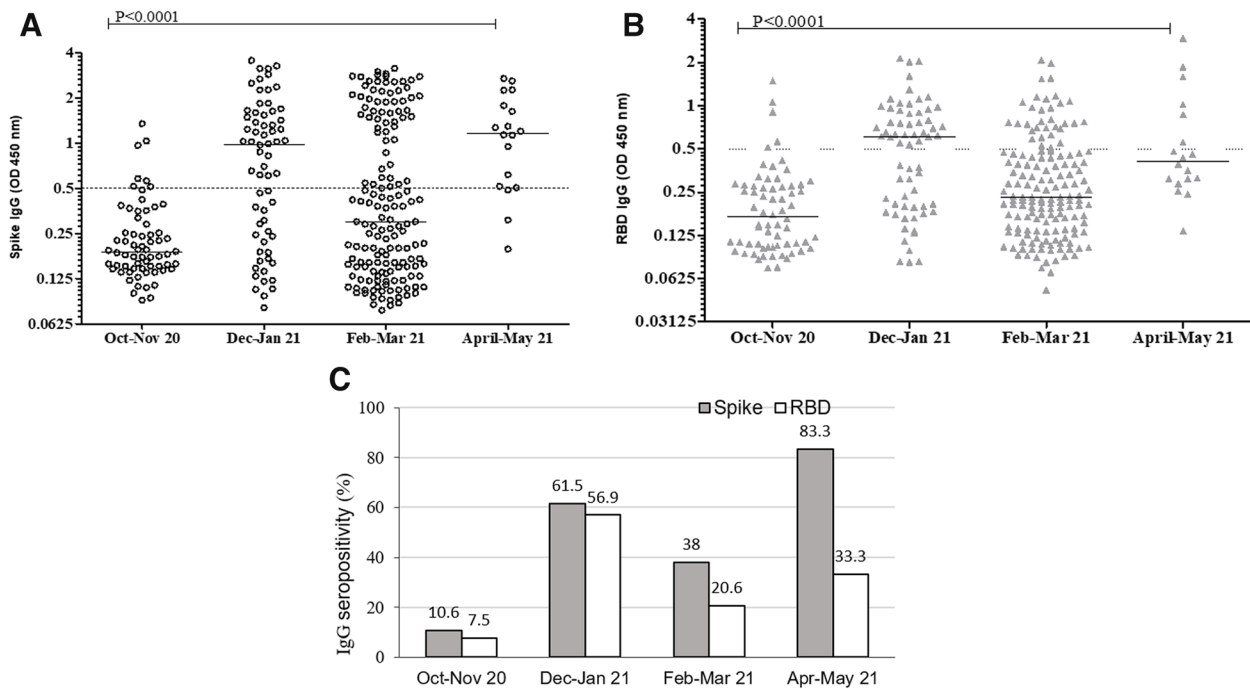 A
P<0.0001
Spike IgG (OD 450 nm)
4
2
1
0.5
0.25
0.125
0.0625
Oct-Nov 20 Dec-Jan 21 Feb-Mar 21 April-May 21
B
P<0.0001
RBD IgG (OD 450 nm)
4
2
1
0.5
0.25
0.125
0.0625
0.03125
Oct-Nov 20 Dec-Jan 21 Feb-Mar 21 April-May 21
C
Spike RBD
IgG seropositivity (%)
100
80
60
40
20
0
10.6 7.5
61.5 56.9
38 20.6
83.3 33.3
Oct-Nov 20 Dec-Jan 21 Feb-Mar 21 Apr-May 21